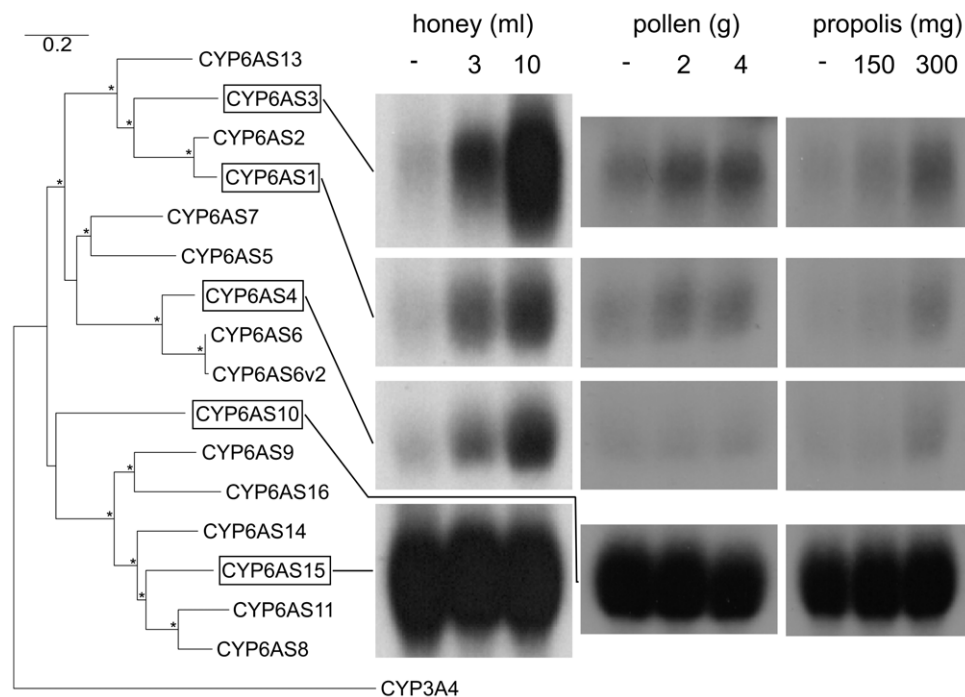 honey (ml) pollen (g) propolis (mg)
- 3 10 - 2 4 - 150 300
0.2
CYP6AS13
CYP6AS3
CYP6AS2
CYP6AS1
CYP6AS7
CYP6AS5
CYP6AS4
CYP6AS6
CYP6AS6v2
CYP6AS10
CYP6AS9
CYP6AS16
CYP6AS14
CYP6AS15
CYP6AS11
CYP6AS8
CYP3A4